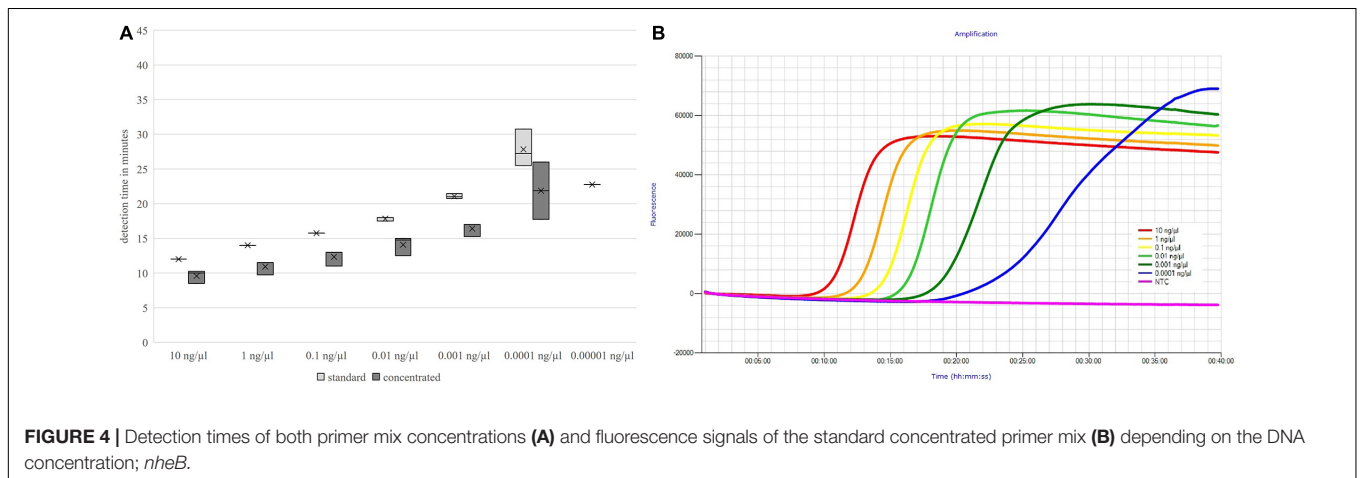 A
45
40
35
30
25
20
15
10
5
0
detection time in minutes
10 ng/µl 1 ng/µl 0.1 ng/µl 0.01 ng/µl 0.001 ng/µl 0.0001 ng/µl 0.00001 ng/µl
standard concentrated
B
Amplification
80000
60000
40000
20000
0
-20000
Fluorescence
10 ng/µl
1 ng/µl
0.1 ng/µl
0.01 ng/µl
0.001 ng/µl
0.0001 ng/µl
NTC
00:05:00 00:10:00 00:15:00 00:20:00 00:25:00 00:30:00 00:35:00 00:40:00
Time (hh:mm:ss)
FIGURE 4 | Detection times of both primer mix concentrations (A) and fluorescence signals of the standard concentrated primer mix (B) depending on the DNA
concentration; nheB.